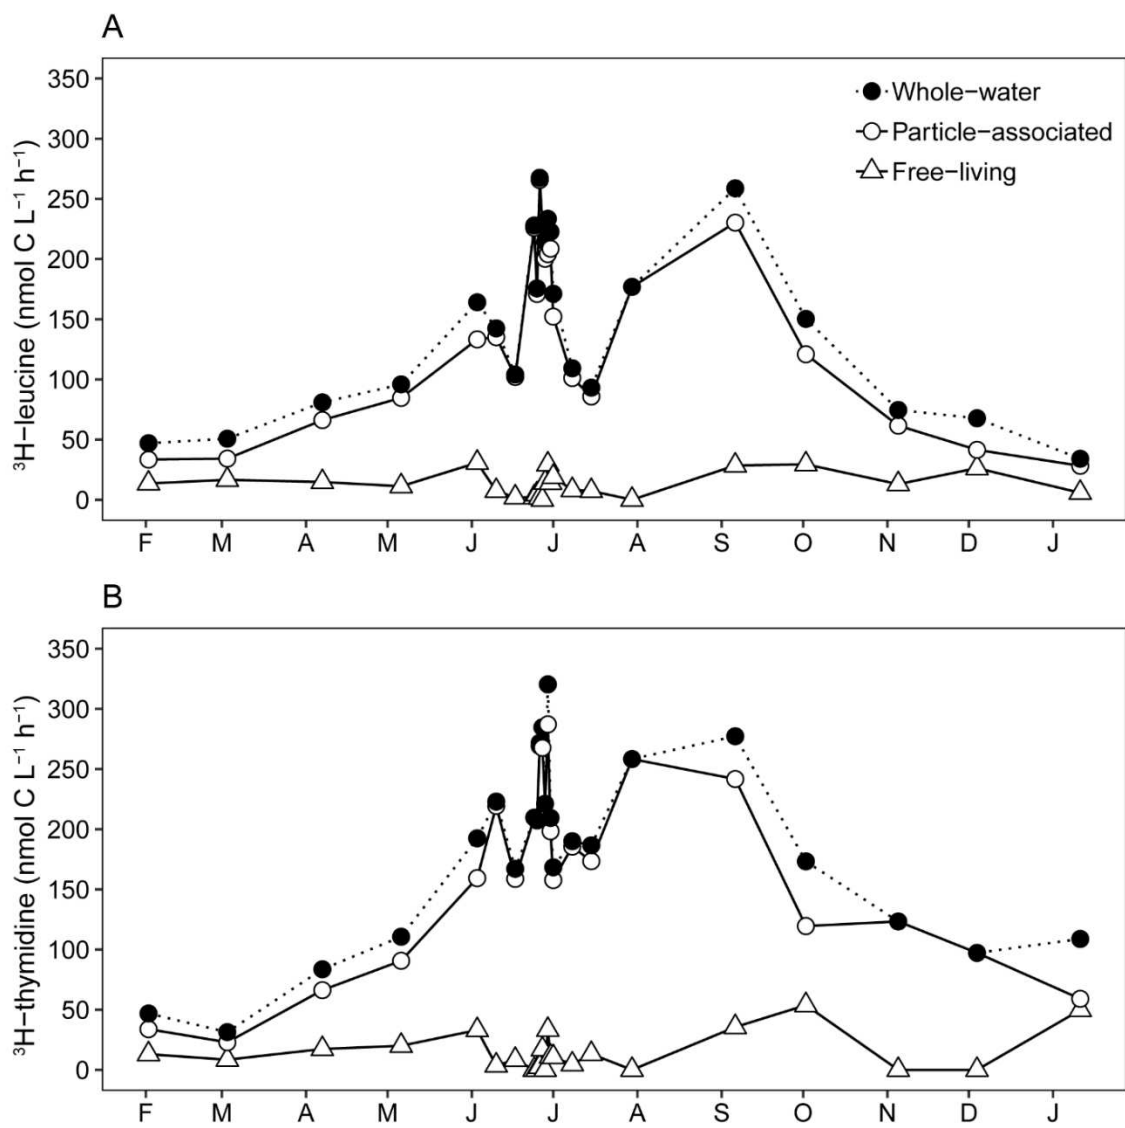 A
³H−leucine (nmol C L⁻¹ h⁻¹)
350
300
250
200
150
100
50
0
Whole−water
Particle−associated
Free−living
F M A M J J A S O N D J
B
³H−thymidine (nmol C L⁻¹ h⁻¹)
350
300
250
200
150
100
50
0
F M A M J J A S O N D J